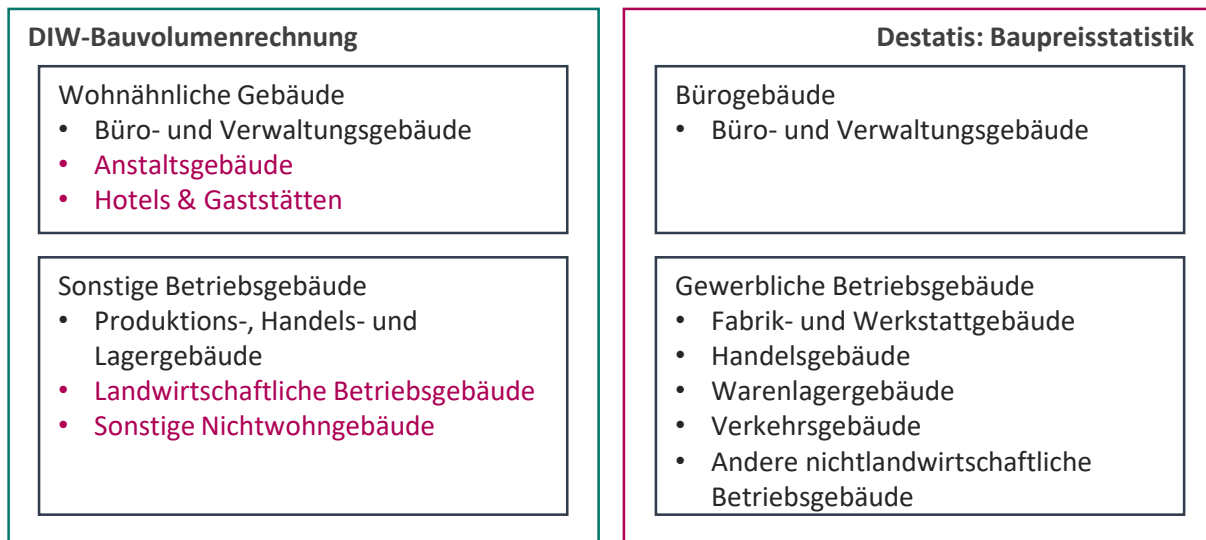 DIW-Bauvolumenrechnung
Wohnähnliche Gebäude
• Büro- und Verwaltungsgebäude
• Anstaltsgebäude
• Hotels & Gaststätten
Sonstige Betriebsgebäude
• Produktions-, Handels- und
Lagergebäude
• Landwirtschaftliche Betriebsgebäude
• Sonstige Nichtwohngebäude
Destatis: Baupreisstatistik
Bürogebäude
• Büro- und Verwaltungsgebäude
Gewerbliche Betriebsgebäude
• Fabrik- und Werkstattgebäude
• Handelsgebäude
• Warenlagergebäude
• Verkehrsgebäude
• Andere nichtlandwirtschaftliche
Betriebsgebäude